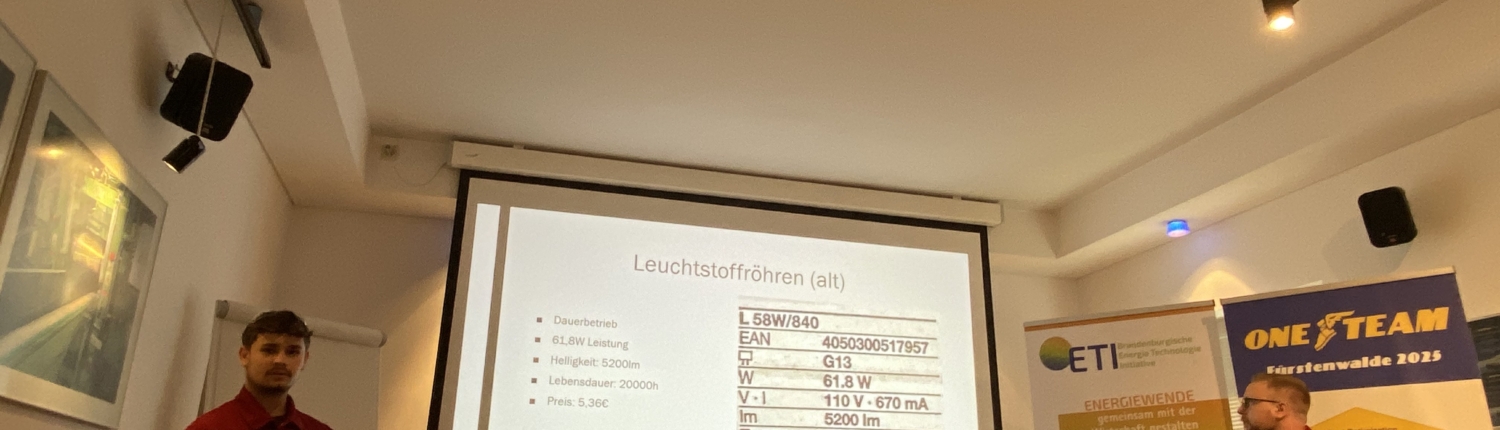 Leuchtstoffröhren (alt)
Dauerbetrieb
61,8W Leistung
Helligkeit: 5200lm
Lebensdauer: 20000h
Preis: 5,36€
L 58W/840
EAN 4050300517957
G13
W 61.8 W
V · I 110 V · 670 mA
lm 5200 lm
ETI
Brandenburgische
Energie Technologie
Initiative
ENERGIEWENDE
gemeinsam mit der
Wirtschaft gestalten
ONE TEAM
Fürstenwalde 2025